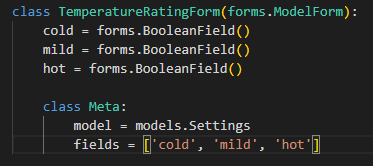 class TemperatureRatingForm(forms.ModelForm):
    cold = forms.BooleanField()
    mild = forms.BooleanField()
    hot = forms.BooleanField()
    class Meta:
        model = models.Settings
        fields = ['cold', 'mild', 'hot']